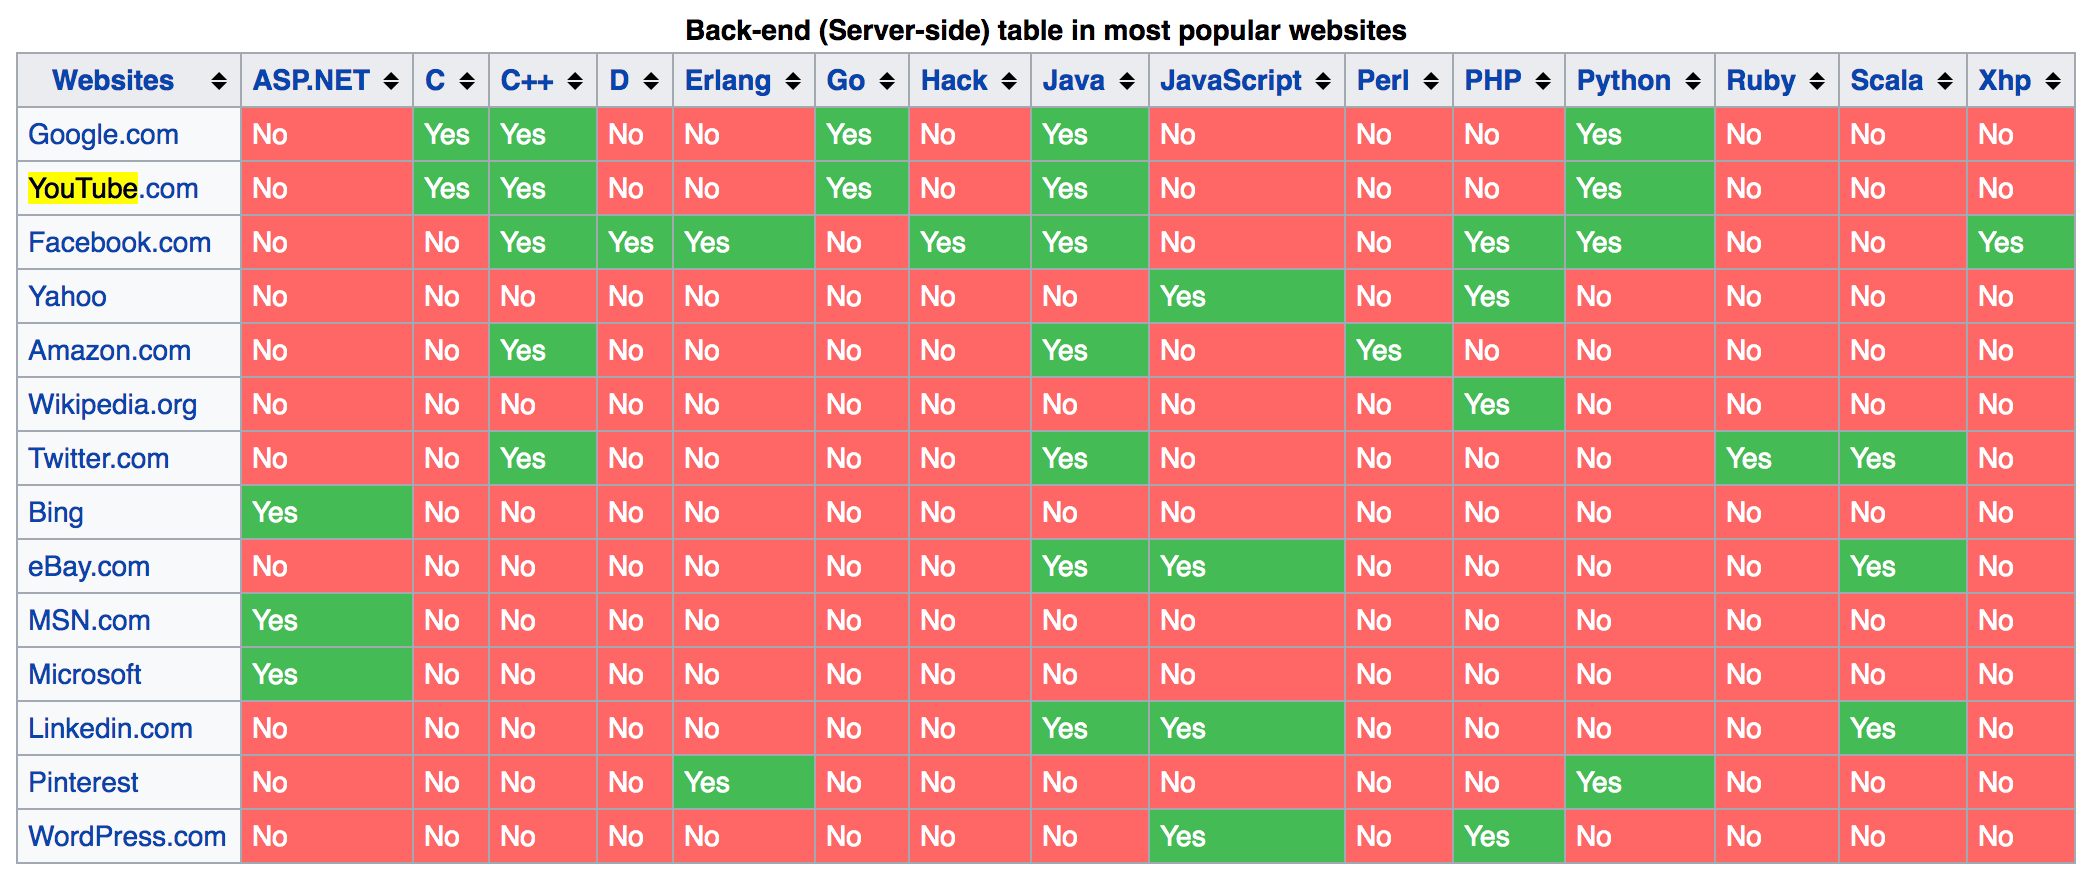 Back-end (Server-side) table in most popular websites
Websites ASP.NET C C++ D Erlang Go Hack Java JavaScript Perl PHP Python Ruby Scala Xhp
Google.com No Yes Yes No No Yes No Yes No No No Yes No No No
YouTube.com No Yes Yes No No Yes No Yes No No No Yes No No No
Facebook.com No No Yes Yes Yes No Yes Yes No No Yes Yes No No Yes
Yahoo No No No No No No No No Yes No Yes No No No No
Amazon.com No No Yes No No No No Yes No Yes No No No No No
Wikipedia.org No No No No No No No No No No Yes No No No No
Twitter.com No No Yes No No No No Yes No No No No Yes Yes No
Bing Yes No No No No No No No No No No No No No No
eBay.com No No No No No No No Yes Yes No No No No Yes No
MSN.com Yes No No No No No No No No No No No No No No
Microsoft Yes No No No No No No No No No No No No No No
Linkedin.com No No No No No No No Yes Yes No No No No Yes No
Pinterest No No No No Yes No No No No No No Yes No No No
WordPress.com No No No No No No No No Yes No Yes No No No No